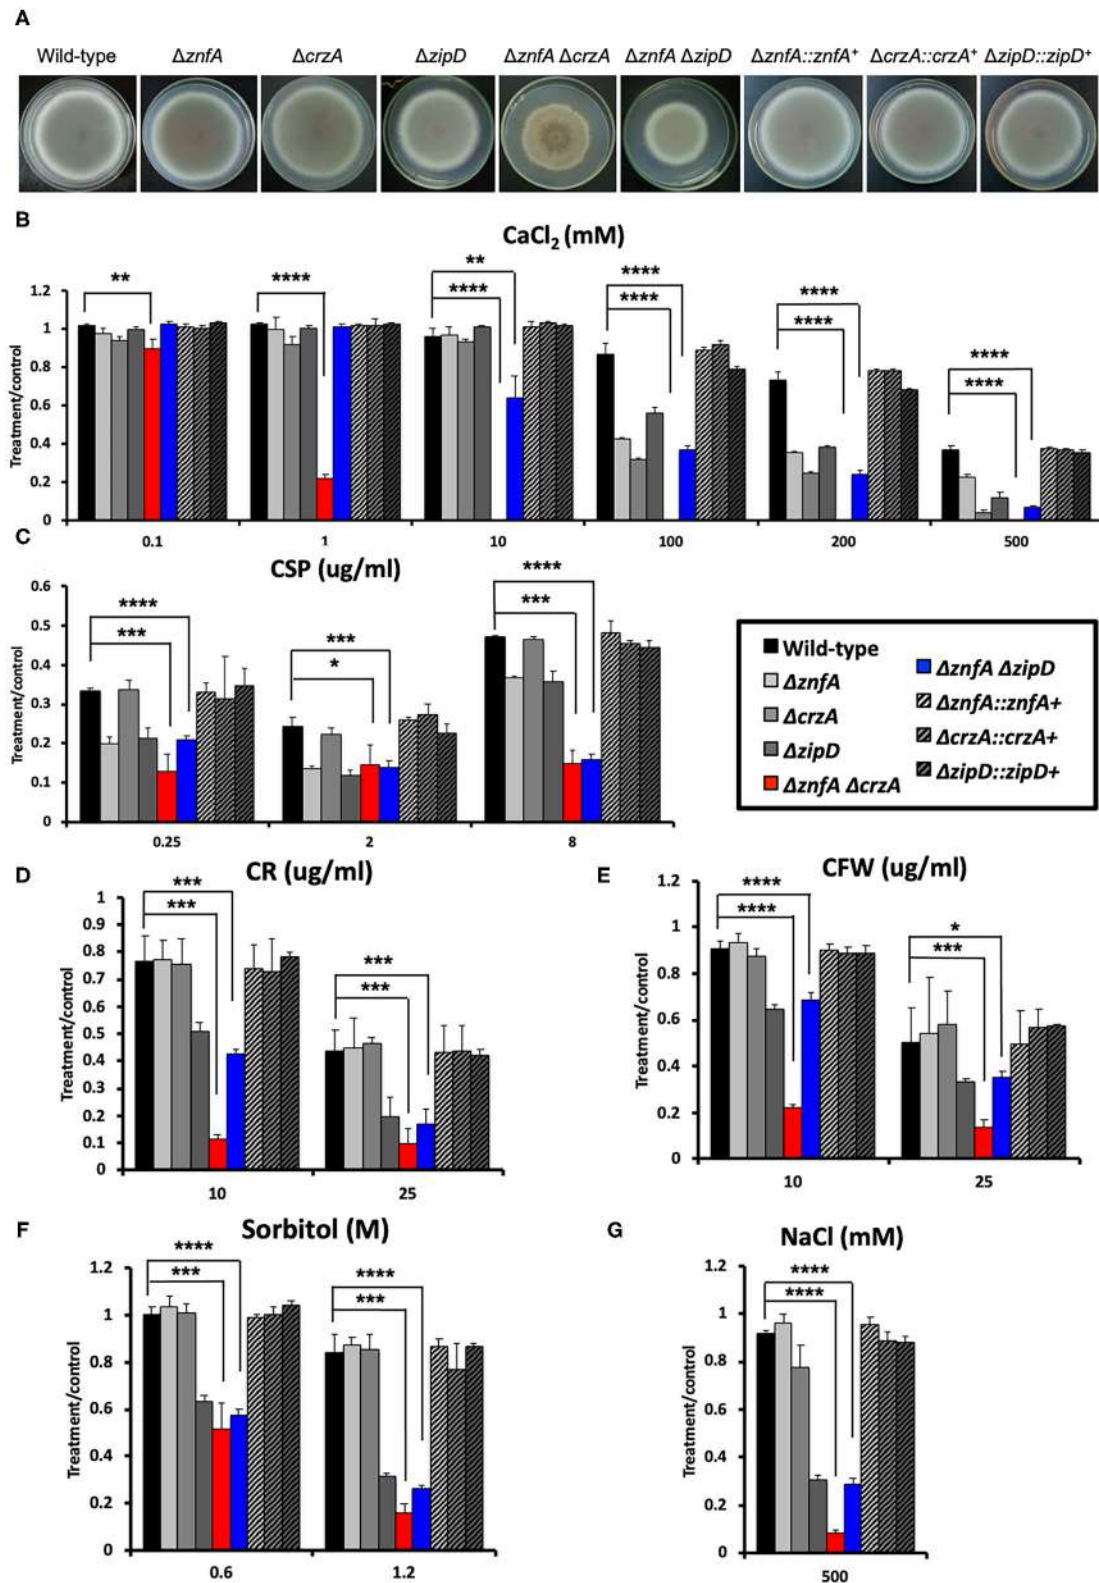 A
Wild-type ΔznfA ΔcrzA ΔzipD ΔznfA ΔcrzA ΔznfA ΔzipD ΔznfA::znfA⁺ ΔcrzA::crzA⁺ ΔzipD::zipD⁺
B
CaCl₂ (mM)
Treatment/control
1.2
1
0.8
0.6
0.4
0.2
0
** **** ** **** **** **** **** **** **** ****
0.1 1 10 100 200 500
C
CSP (ug/ml)
Treatment/control
0.6
0.5
0.4
0.3
0.2
0.1
0
**** *** *** * **** ***
0.25 2 8
Wild-type
ΔznfA
ΔcrzA
ΔzipD
ΔznfA ΔcrzA
ΔznfA ΔzipD
ΔznfA::znfA+
ΔcrzA::crzA+
ΔzipD::zipD+
D
CR (ug/ml)
Treatment/control
1
0.9
0.8
0.7
0.6
0.5
0.4
0.3
0.2
0.1
0
*** *** *** ***
10 25
E
CFW (ug/ml)
Treatment/control
1.2
1
0.8
0.6
0.4
0.2
0
**** **** * ***
10 25
F
Sorbitol (M)
Treatment/control
1.2
1
0.8
0.6
0.4
0.2
0
**** *** **** ***
0.6 1.2
G
NaCl (mM)
Treatment/control
1.2
1
0.8
0.6
0.4
0.2
0
**** ****
500